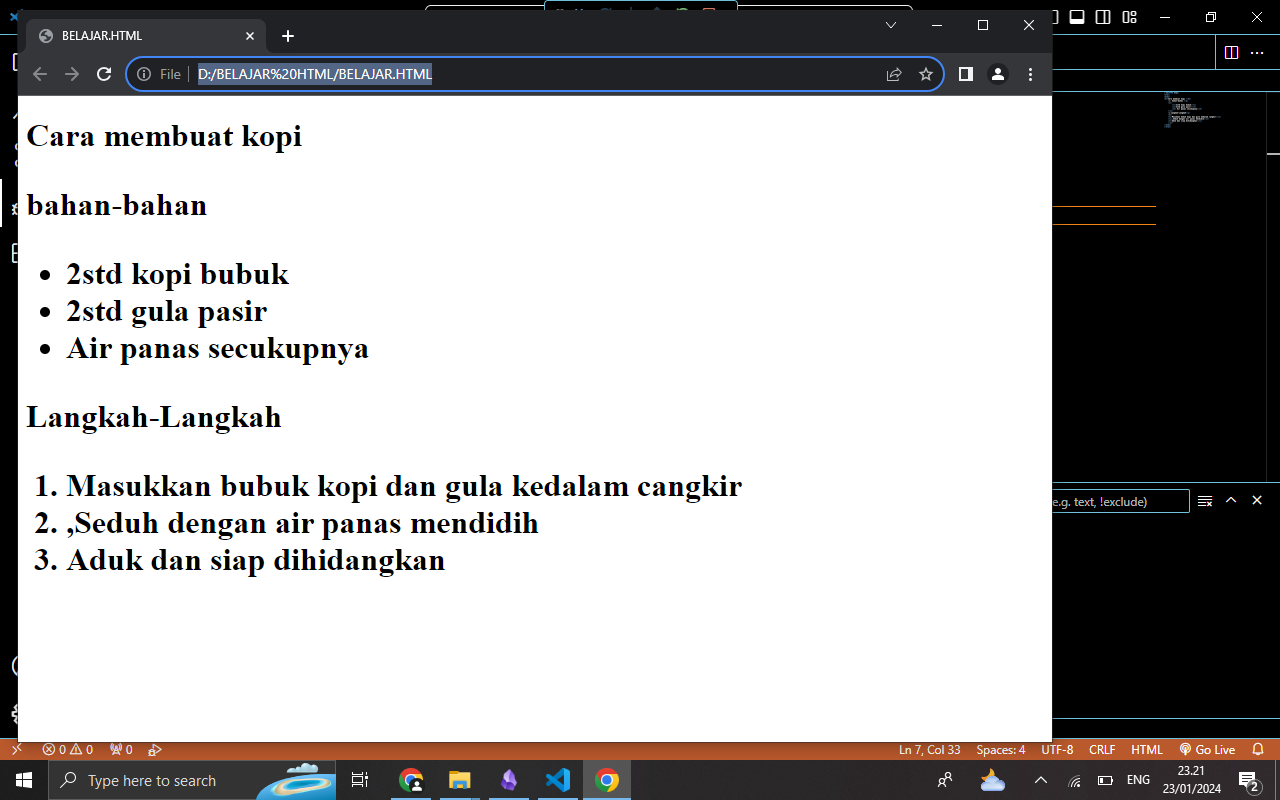 BELAJAR.HTML
File
D:/BELAJAR%20HTML/BELAJAR.HTML
Cara membuat kopi
bahan-bahan
2std kopi bubuk
2std gula pasir
Air panas secukupnya
Langkah-Langkah
1. Masukkan bubuk kopi dan gula kedalam cangkir
2. ,Seduh dengan air panas mendidih
3. Aduk dan siap dihidangkan
e.g. text, !exclude)
0 0 0 Ln 7, Col 33 Spaces: 4 UTF-8 CRLF HTML Go Live
Type here to search
ENG
23.21
23/01/2024
2